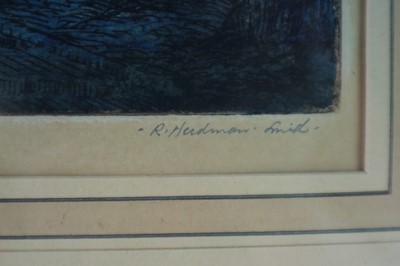 - R. Herdman. Smith -